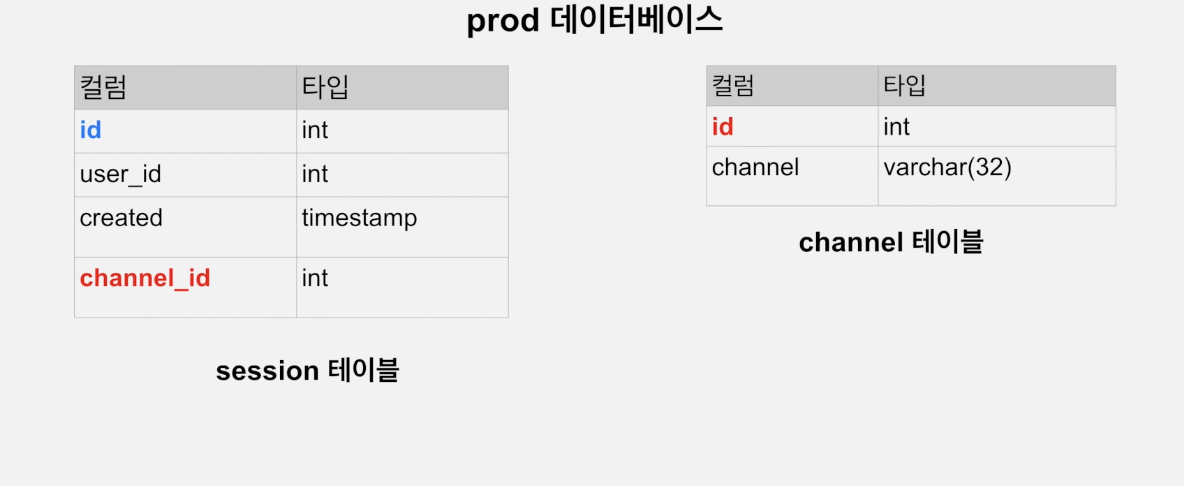 prod 데이터베이스
컬럼 타입
id int
user_id int
created timestamp
channel_id int
session 테이블
컬럼 타입
id int
channel varchar(32)
channel 테이블